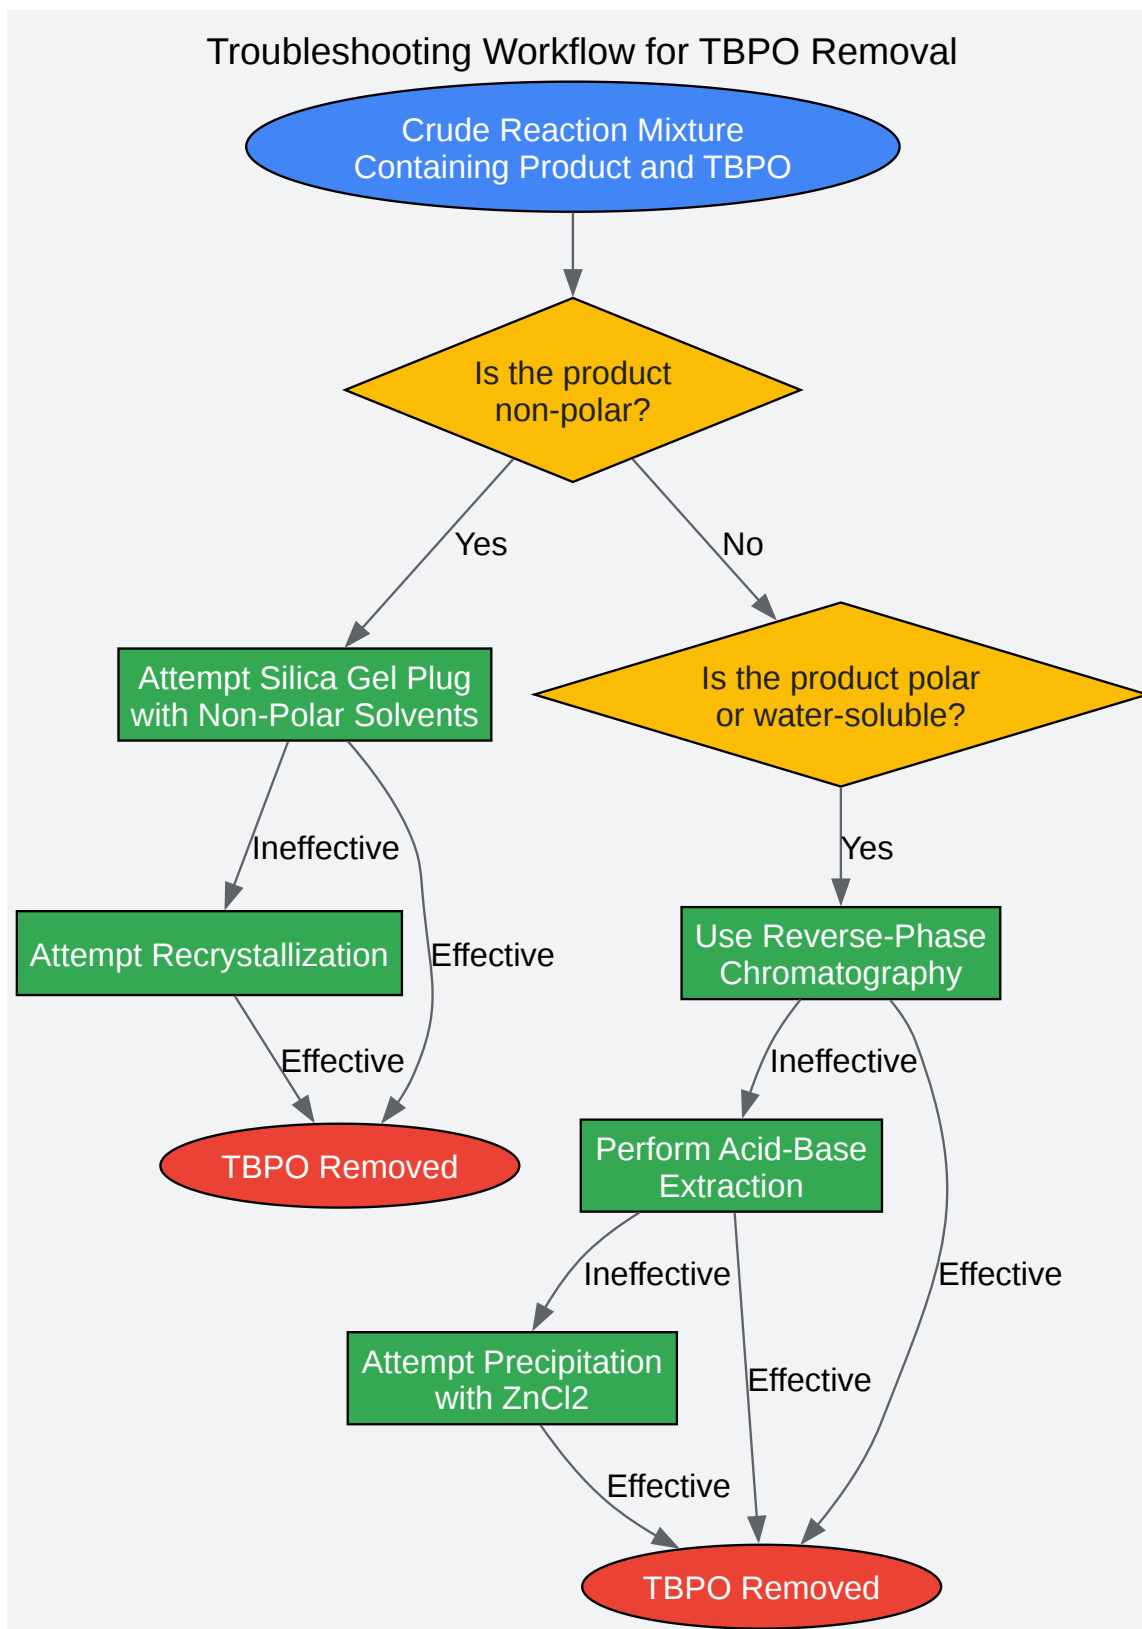 Troubleshooting Workflow for TBPO Removal
Crude Reaction Mixture
Containing Product and TBPO
Is the product
non-polar?
Yes
No
Attempt Silica Gel Plug
with Non-Polar Solvents
Is the product polar
or water-soluble?
Ineffective
Yes
Attempt Recrystallization
Effective
Use Reverse-Phase
Chromatography
Effective
Ineffective
TBPO Removed
Perform Acid-Base
Extraction
Ineffective
Effective
Attempt Precipitation
with ZnCl2
Effective
Effective
TBPO Removed